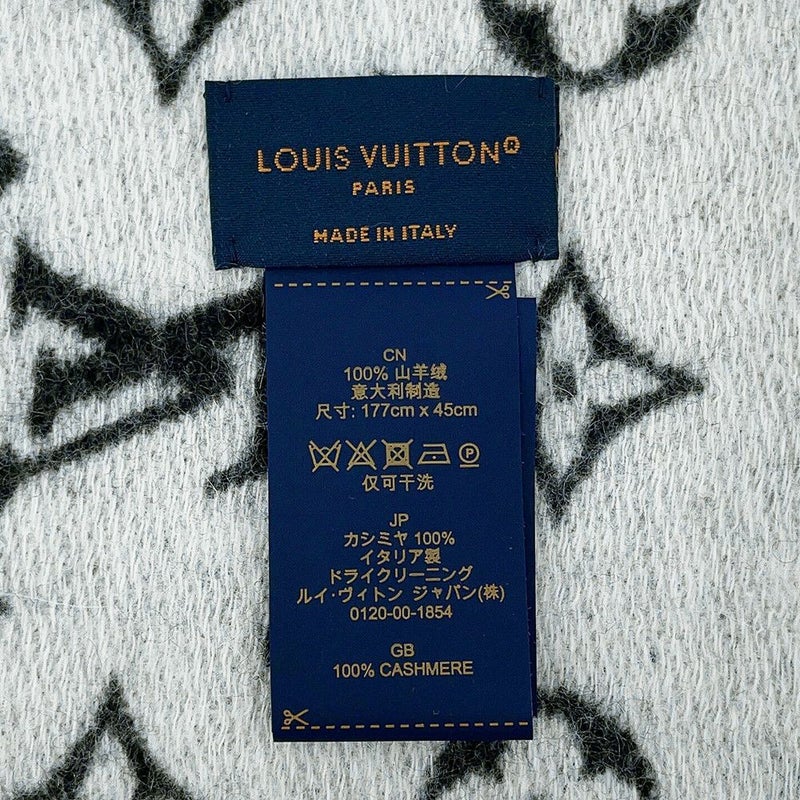 LOUIS VUITTON®
PARIS
MADE IN ITALY
CN
100% 山羊绒
意大利制造
尺寸: 177cm x 45cm
P
仅可干洗
JP
カシミヤ 100%
イタリア製
ドライクリーニング
ルイ・ヴィトン ジャパン(株)
0120-00-1854
GB
100% CASHMERE